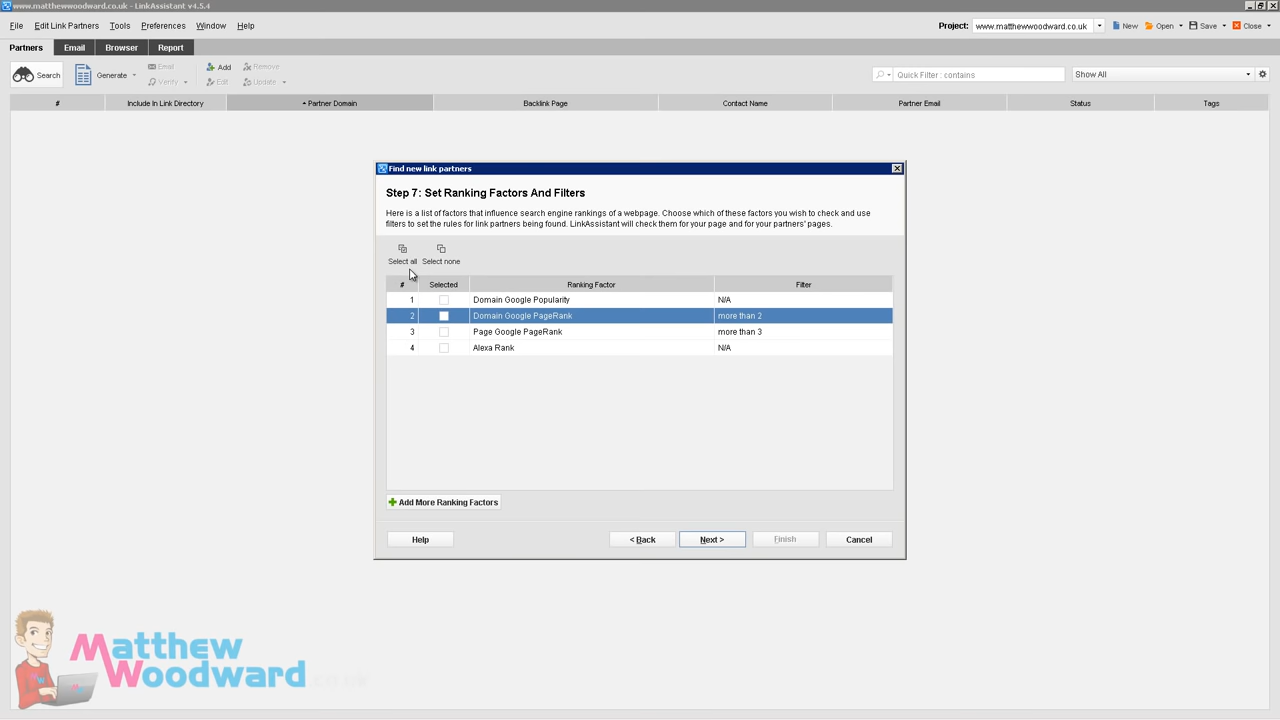 www.matthewwoodward.co.uk - LinkAssistant v4.5.4
File Edit Link Partners Tools Preferences Window Help Project: www.matthewwoodward.co.uk New Open Save Close
Partners Email Browser Report
Search Generate Email Verify Add Edit Remove Update Quick Filter : contains Show All
# Include In Link Directory Partner Domain Backlink Page Contact Name Partner Email Status Tags
Find new link partners
Step 7: Set Ranking Factors And Filters
Here is a list of factors that influence search engine rankings of a webpage. Choose which of these factors you wish to check and use
filters to set the rules for link partners being found. LinkAssistant will check them for your page and for your partners' pages.
Select all Select none
# Selected Ranking Factor Filter
1 Domain Google Popularity N/A
2 Domain Google PageRank more than 2
3 Page Google PageRank more than 3
4 Alexa Rank N/A
Add More Ranking Factors
Help < Back Next > Finish Cancel
Matthew
Woodward
.co.uk